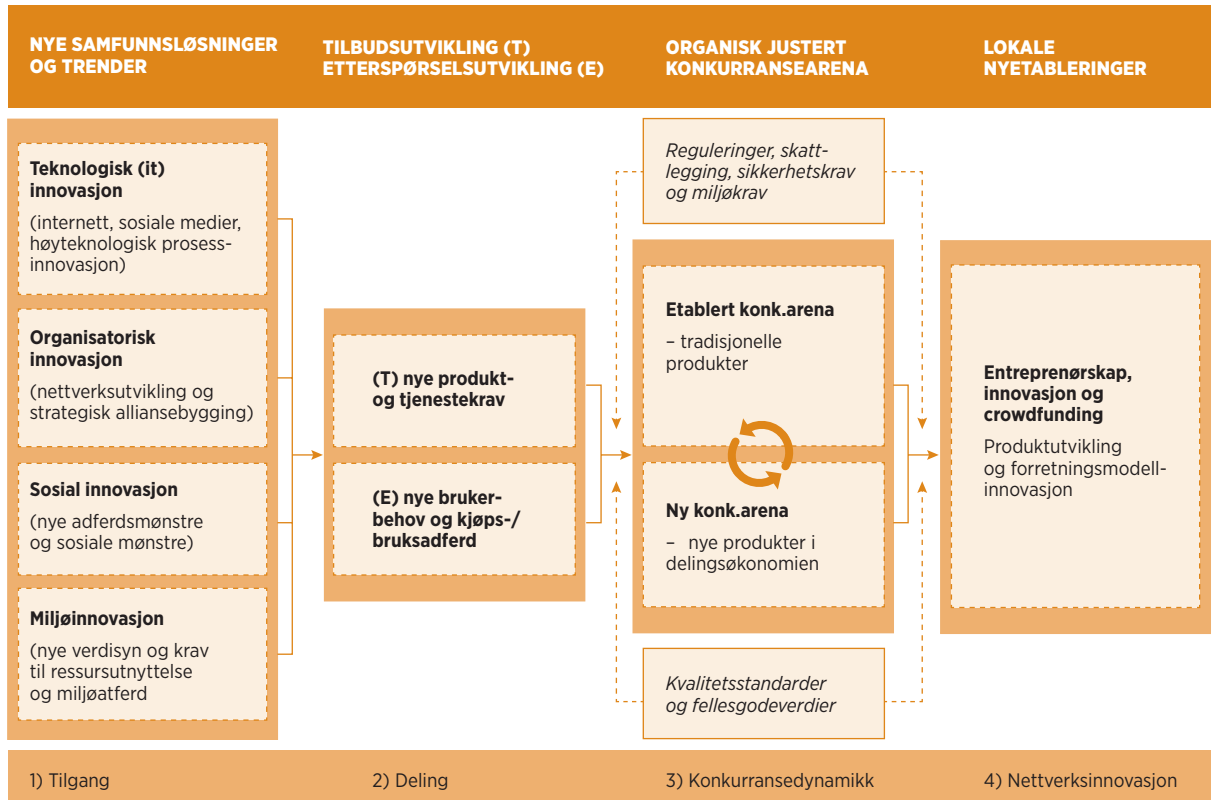 NYE SAMFUNNSLØSNINGER
OG TRENDER
TILBUDSUTVIKLING (T)
ETTERSPØRSELSUTVIKLING (E)
ORGANISK JUSTERT
KONKURRANSEARENA
LOKALE
NYETABLERINGER
Teknologisk (it)
innovasjon
(internett, sosiale medier,
høyteknologisk prosess-
innovasjon)
Organisatorisk
innovasjon
(nettverksutvikling og
strategisk alliansebygging)
Sosial innovasjon
(nye adferdsmønstre
og sosiale mønstre)
Miljøinnovasjon
(nye verdisyn og krav
til ressursutnyttelse
og miljøatferd
(T) nye produkt-
og tjenestekrav
(E) nye bruker-
behov og kjøps-/
bruksadferd
Reguleringer, skatt-
legging, sikkerhetskrav
og miljøkrav
Etablert konk.arena
– tradisjonelle
produkter
Ny konk.arena
– nye produkter i
delingsøkonomien
Kvalitetsstandarder
og fellesgodeverdier
Entreprenørskap,
innovasjon og
crowdfunding
Produktutvikling
og forretningsmodell-
innovasjon
1) Tilgang
2) Deling
3) Konkurransedynamikk
4) Nettverksinnovasjon